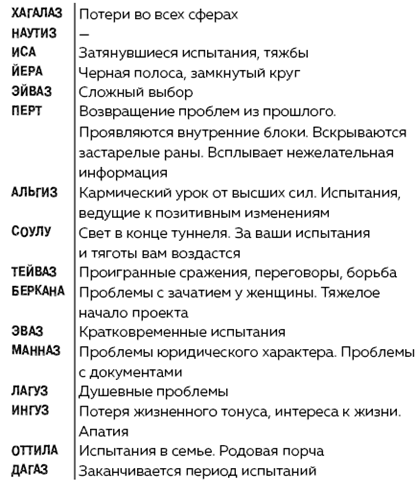 ХАГАЛАЗ Потери во всех сферах
НАУТИЗ —
ИСА Затянувшиеся испытания, тяжбы
ЙЕРА Черная полоса, замкнутый круг
ЭЙВАЗ Сложный выбор
ПЕРТ Возвращение проблем из прошлого.
Проявляются внутренние блоки. Вскрываются
застарелые раны. Всплывает нежелательная
информация
АЛЬГИЗ Кармический урок от высших сил. Испытания,
ведущие к позитивным изменениям
СОУЛУ Свет в конце туннеля. За ваши испытания
и тяготы вам воздастся
ТЕЙВАЗ Проигранные сражения, переговоры, борьба
БЕРКАНА Проблемы с зачатием у женщины. Тяжелое
начало проекта
ЭВАЗ Кратковременные испытания
МАННАЗ Проблемы юридического характера. Проблемы
с документами
ЛАГУЗ Душевные проблемы
ИНГУЗ Потеря жизненного тонуса, интереса к жизни.
Апатия
ОТТИЛА Испытания в семье. Родовая порча
ДАГАЗ Заканчивается период испытаний